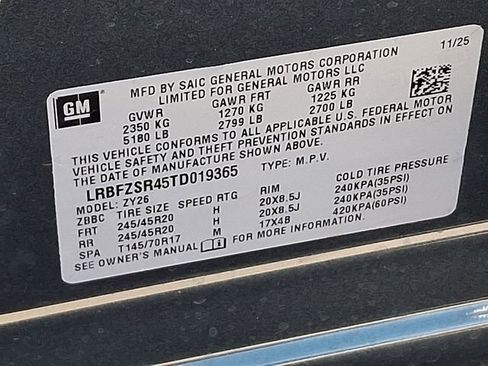 GM
11/25
MFD BY SAIC GENERAL MOTORS CORPORATION
LIMITED FOR GENERAL MOTORS LLC
GVWR GAWR FRT GAWR RR
2350 KG 1270 KG 1225 KG
5180 LB 2799 LB 2700 LB
THIS VEHICLE CONFORMS TO ALL APPLICABLE U.S. FEDERAL MOTOR
VEHICLE SAFETY AND THEFT PREVENTION STANDARDS IN EFFECT ON
THE DATE OF MANUFACTURE SHOWN ABOVE.
LRBFZSR45TD019365 TYPE: M.P.V.
MODEL: ZY26
ZBBC TIRE SIZE SPEED RTG RIM COLD TIRE PRESSURE
FRT 245/45R20 H 20X8.5J 240KPA(35PSI)
RR 245/45R20 H 20X8.5J 240KPA(35PSI)
SPA T145/70R17 M 17X4B 420KPA(60PSI)
SEE OWNER'S MANUAL FOR MORE INFORMATION